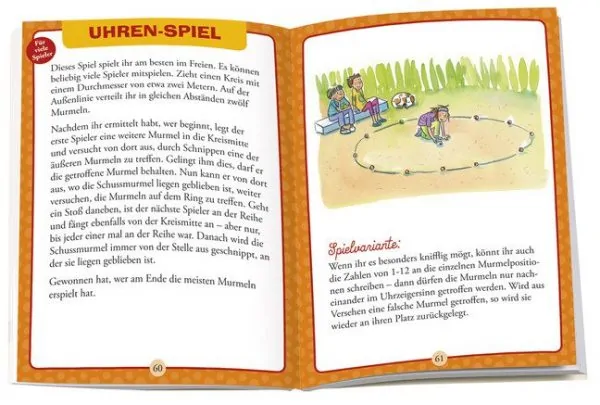 UHREN-SPIEL
Für
viele
Spieler
Dieses Spiel spielt ihr am besten im Freien. Es können
beliebig viele Spieler mitspielen. Zieht einen Kreis mit
einem Durchmesser von etwa zwei Metern. Auf der
Außenlinie verteilt ihr in gleichen Abständen zwölf
Murmeln.
Nachdem ihr ermittelt habt, wer beginnt, legt der
erste Spieler eine weitere Murmel in die Kreismitte
und versucht von dort aus, durch Schnippen eine der
äußeren Murmeln zu treffen. Gelingt ihm dies, darf er
die getroffene Murmel behalten. Nun kann er von dort
aus, wo die Schussmurmel liegen geblieben ist, weiter
versuchen, die Murmeln auf dem Ring zu treffen. Geht
ein Stoß daneben, ist der nächste Spieler an der Reihe
und fängt ebenfalls von der Kreismitte an – aber nur,
bis jeder einmal an der Reihe war. Danach wird die
Schussmurmel immer von der Stelle aus geschnippt, an
der sie liegen geblieben ist.
Gewonnen hat, wer am Ende die meisten Murmeln
erspielt hat.
60
Spielvariante:
Wenn ihr es besonders knifflig mögt, könnt ihr auch
die Zahlen von 1-12 an die einzelnen Murmelpositio-
nen schreiben – dann dürfen die Murmeln nur nach-
einander im Uhrzeigersinn getroffen werden. Wird aus
Versehen eine falsche Murmel getroffen, so wird sie
wieder an ihren Platz zurückgelegt.
61